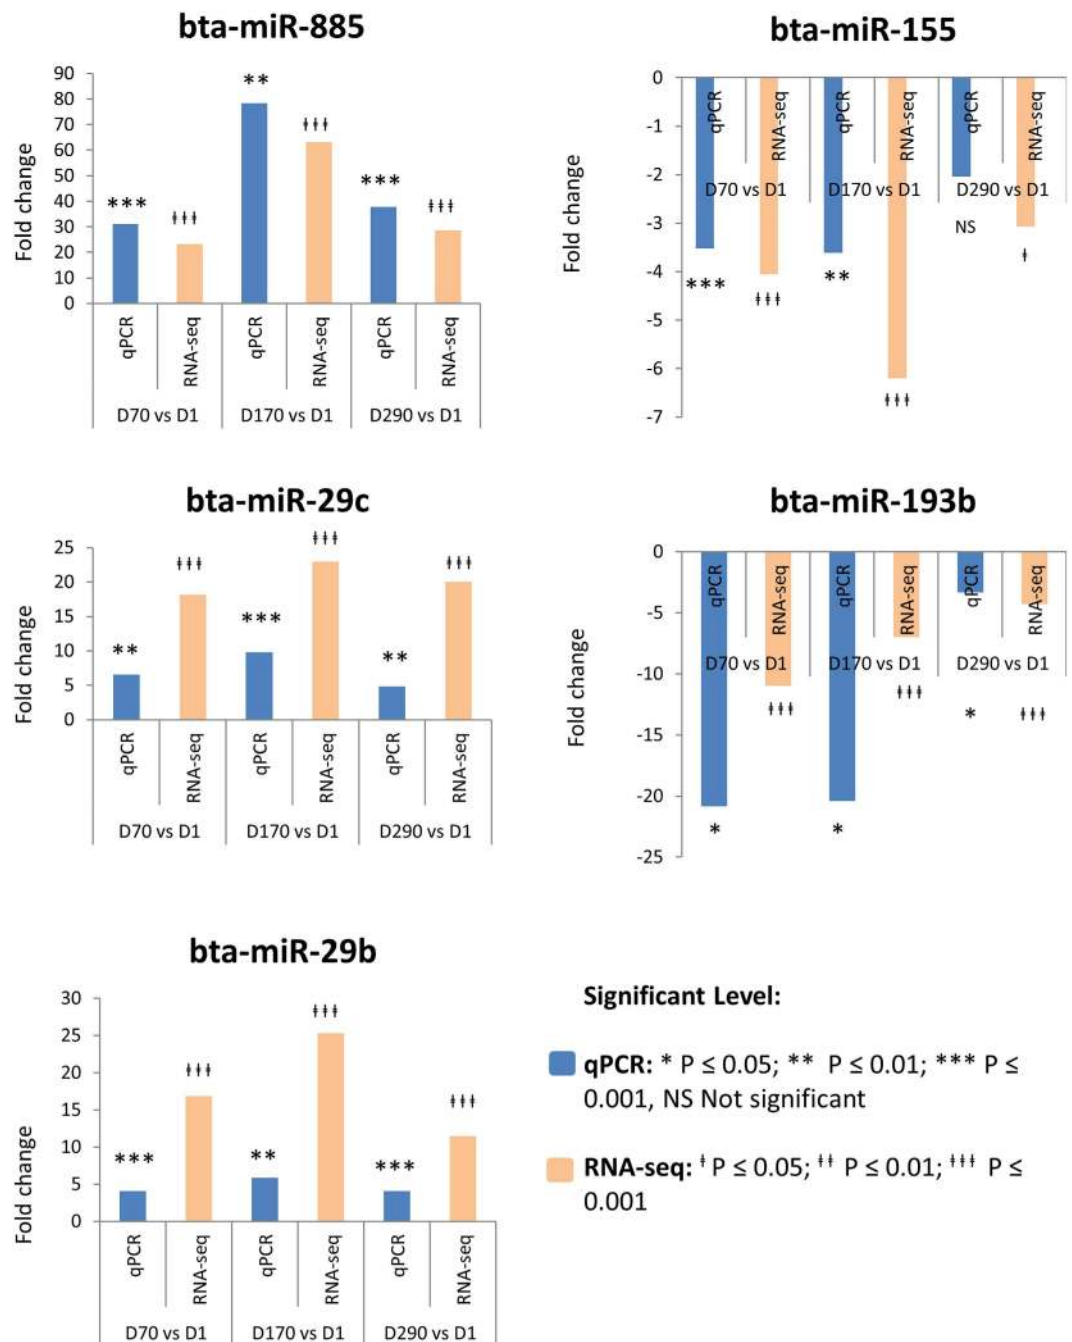 bta-miR-885
Fold change
90
80
70
60
50
40
30
20
10
0
***
ǂǂǂ
**
ǂǂǂ
***
ǂǂǂ
qPCR
RNA-seq
qPCR
RNA-seq
qPCR
RNA-seq
D70 vs D1
D170 vs D1
D290 vs D1
bta-miR-155
Fold change
0
-1
-2
-3
-4
-5
-6
-7
qPCR
RNA-seq
qPCR
RNA-seq
qPCR
RNA-seq
D70 vs D1
D170 vs D1
D290 vs D1
***
ǂǂǂ
**
ǂǂǂ
NS
ǂ
bta-miR-29c
Fold change
25
20
15
10
5
0
**
ǂǂǂ
***
ǂǂǂ
**
ǂǂǂ
qPCR
RNA-seq
qPCR
RNA-seq
qPCR
RNA-seq
D70 vs D1
D170 vs D1
D290 vs D1
bta-miR-193b
Fold change
0
-5
-10
-15
-20
-25
qPCR
RNA-seq
qPCR
RNA-seq
qPCR
RNA-seq
D70 vs D1
D170 vs D1
D290 vs D1
*
ǂǂǂ
*
ǂǂǂ
*
ǂǂǂ
bta-miR-29b
Fold change
30
25
20
15
10
5
0
***
ǂǂǂ
**
ǂǂǂ
***
ǂǂǂ
qPCR
RNA-seq
qPCR
RNA-seq
qPCR
RNA-seq
D70 vs D1
D170 vs D1
D290 vs D1
Significant Level:
qPCR: * P ≤ 0.05; ** P ≤ 0.01; *** P ≤
0.001, NS Not significant
RNA-seq: ǂ P ≤ 0.05; ǂǂ P ≤ 0.01; ǂǂǂ P ≤
0.001